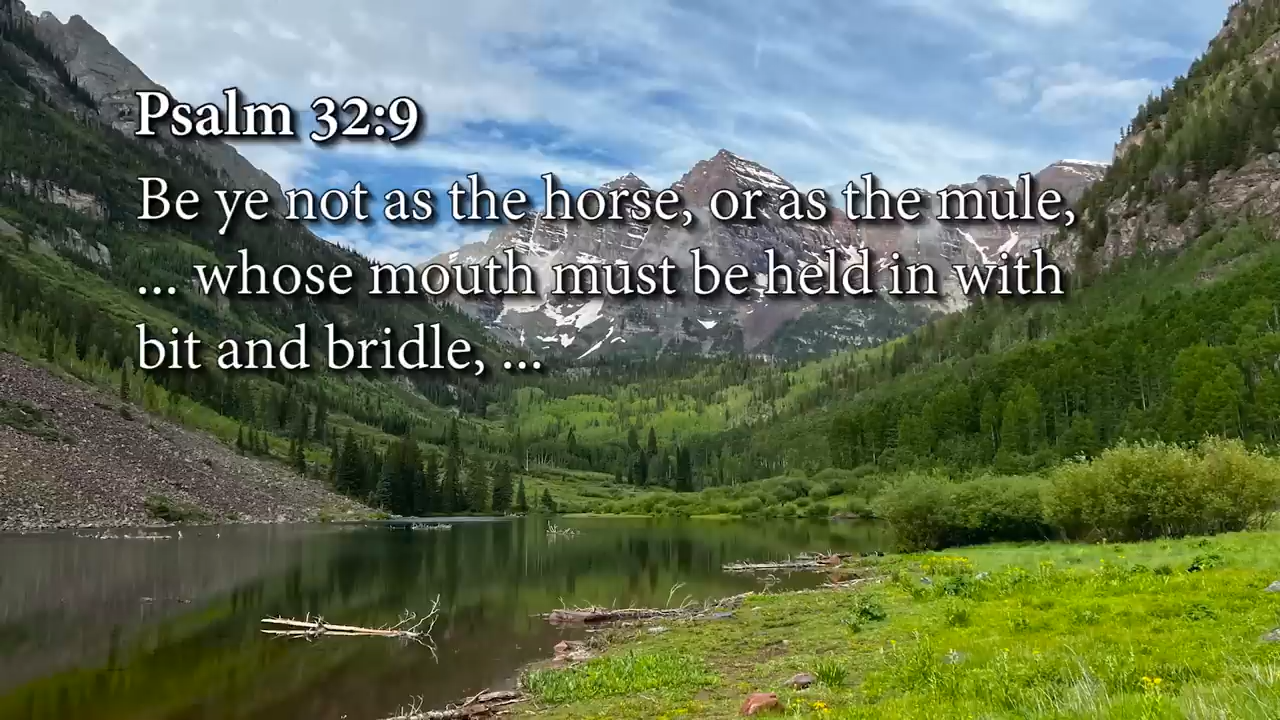 Psalm 32:9
Be ye not as the horse, or as the mule,
... whose mouth must be held in with
bit and bridle, ...